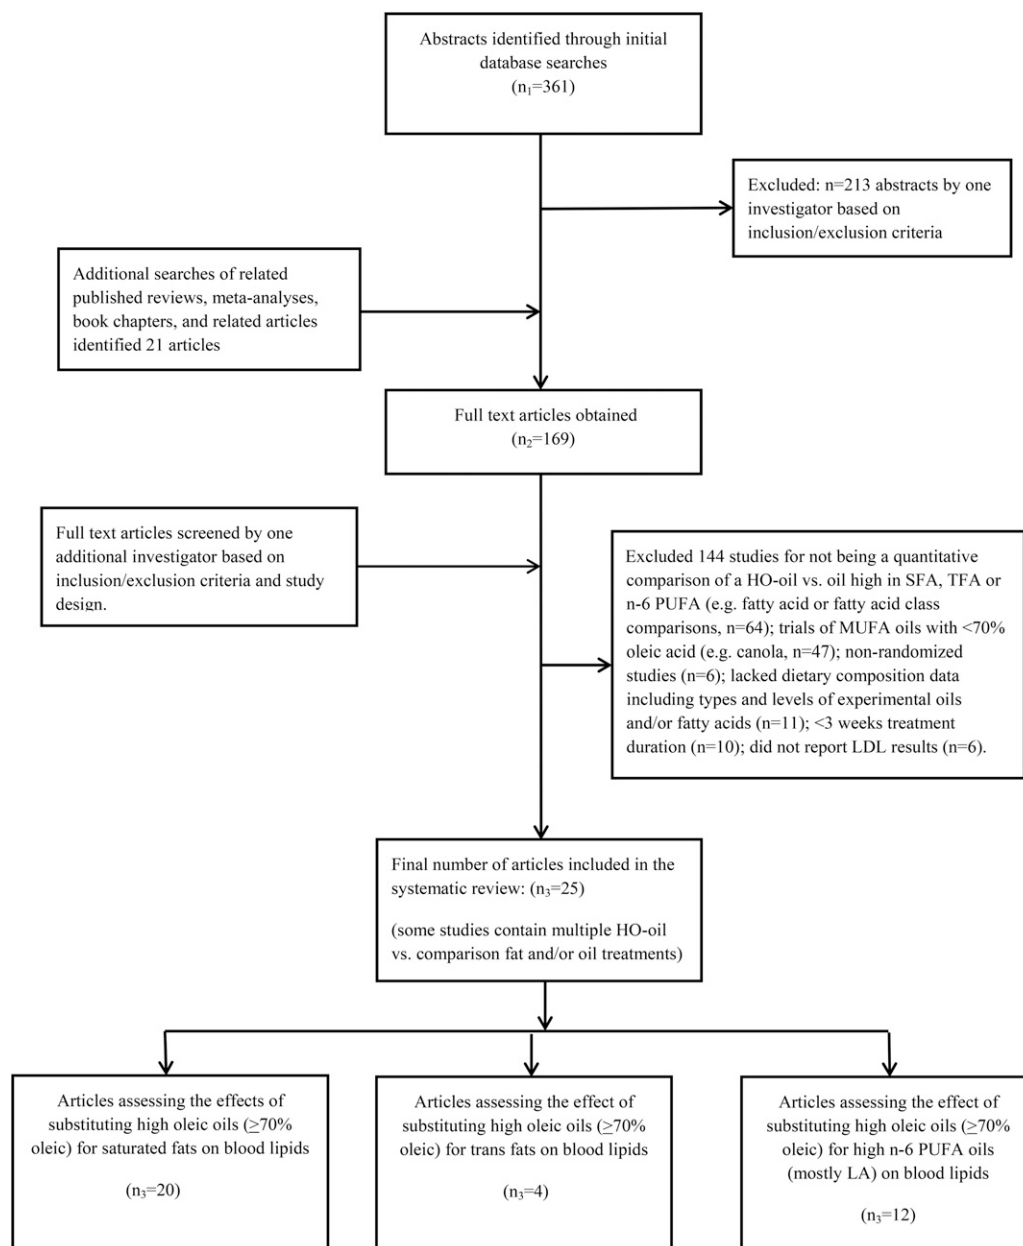 Abstracts identified through initial
database searches
(n₁=361)
Excluded: n=213 abstracts by one
investigator based on
inclusion/exclusion criteria
Additional searches of related
published reviews, meta-analyses,
book chapters, and related articles
identified 21 articles
Full text articles obtained
(n₂=169)
Full text articles screened by one
additional investigator based on
inclusion/exclusion criteria and study
design.
Excluded 144 studies for not being a quantitative
comparison of a HO-oil vs. oil high in SFA, TFA or
n-6 PUFA (e.g. fatty acid or fatty acid class
comparisons, n=64); trials of MUFA oils with <70%
oleic acid (e.g. canola, n=47); non-randomized
studies (n=6); lacked dietary composition data
including types and levels of experimental oils
and/or fatty acids (n=11); <3 weeks treatment
duration (n=10); did not report LDL results (n=6).
Final number of articles included in the
systematic review: (n₃=25)
(some studies contain multiple HO-oil
vs. comparison fat and/or oil treatments)
Articles assessing the effects of
substituting high oleic oils (≥70%
oleic) for saturated fats on blood lipids
(n₃=20)
Articles assessing the effect of
substituting high oleic oils (≥70%
oleic) for trans fats on blood lipids
(n₃=4)
Articles assessing the effect of
substituting high oleic oils (≥70%
oleic) for high n-6 PUFA oils
(mostly LA) on blood lipids
(n₃=12)